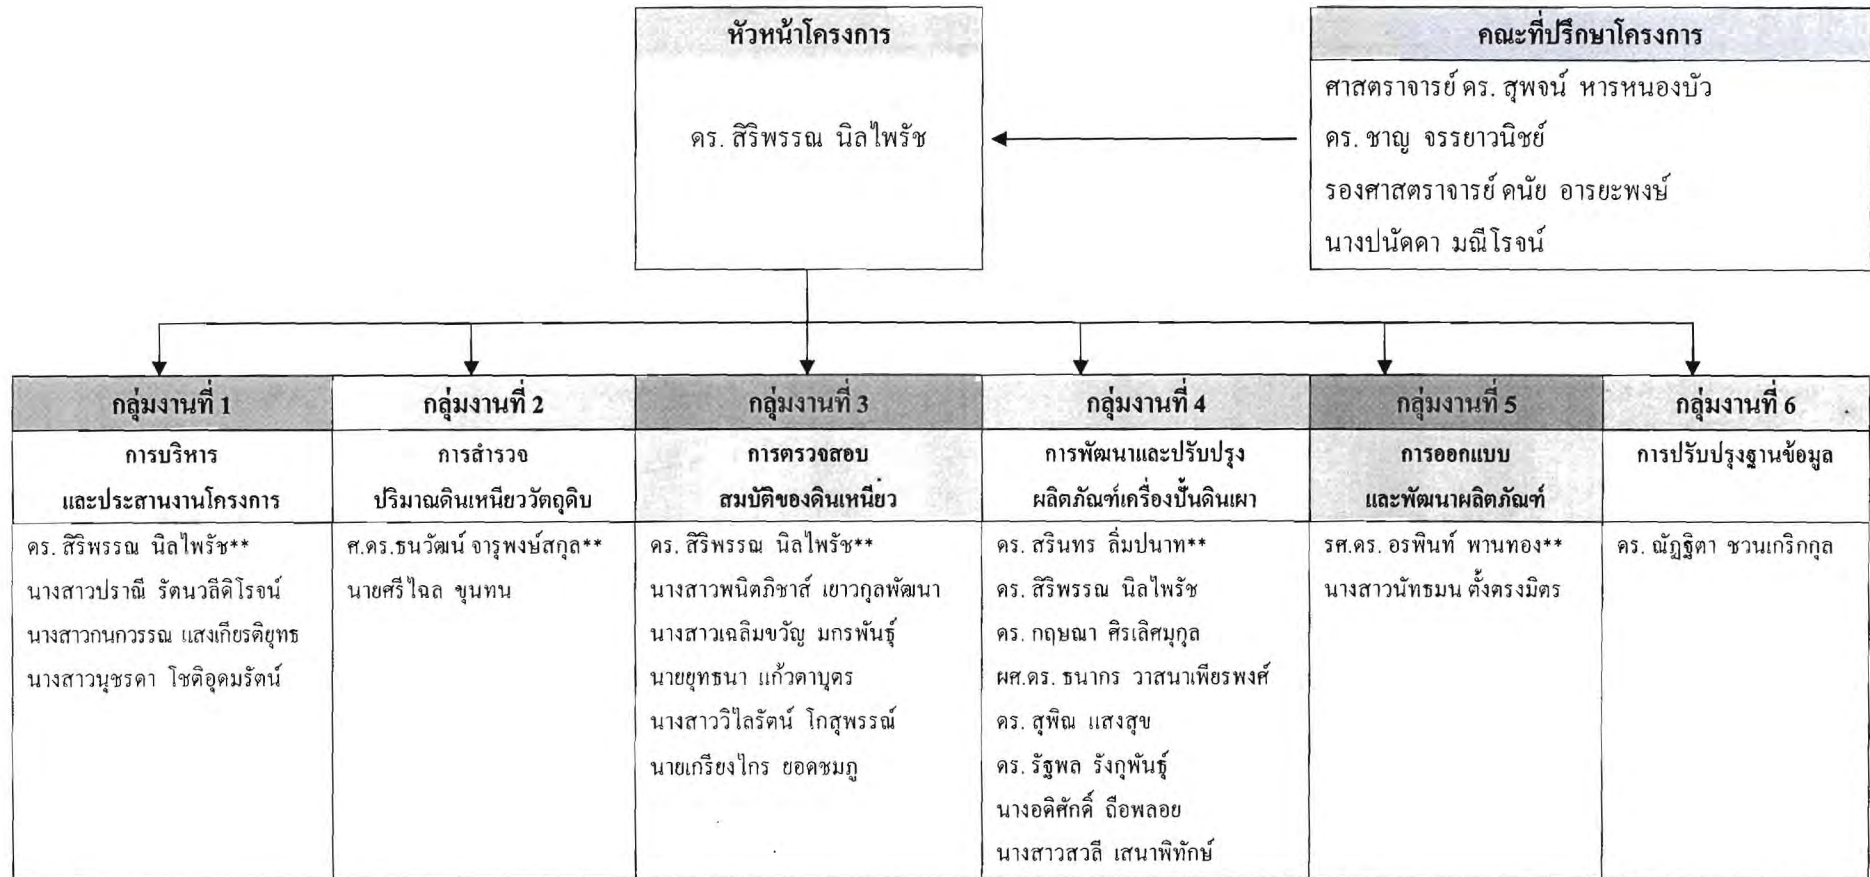 หัวหน้าโครงการ
ดร. สิริพรรณ นิลไพรัช
คณะที่ปรึกษาโครงการ
ศาสตราจารย์ ดร. สุพจน์ หารหนองบัว
ดร. ชาญ จรรยาวนิชย์
รองศาสตราจารย์ ดนัย อารยะพงษ์
นางปนัดดา มณีโรจน์
กลุ่มงานที่ 1
การบริหาร
และประสานงานโครงการ
ดร. สิริพรรณ นิลไพรัช**
นางสาวปราณี รัตนวลีดิโรจน์
นางสาวกนกวรรณ แสงเกียรติยุทธ
นางสาวนุชรดา โชติอุดมรัตน์
กลุ่มงานที่ 2
การสำรวจ
ปริมาณดินเหนียววัตถุดิบ
ศ.ดร.ธนวัฒน์ จารุพงษ์สกุล**
นายศรีไฉล ขุนทน
กลุ่มงานที่ 3
การตรวจสอบ
สมบัติของดินเหนียว
ดร. สิริพรรณ นิลไพรัช**
นางสาวพนิตภิชาส์ เยาวกุลพัฒนา
นางสาวเฉลิมขวัญ มกรพันธุ์
นายยุทธนา แก้วตาบุตร
นางสาววิไลรัตน์ โกสุพรรณ์
นายเกรียงไกร ยอดชมภู
กลุ่มงานที่ 4
การพัฒนาและปรับปรุง
ผลิตภัณฑ์เครื่องปั้นดินเผา
ดร. สรินทร ลิ่มปนาท**
ดร. สิริพรรณ นิลไพรัช
ดร. กฤษณา ศิรเลิศมุกุล
ผศ.ดร. ธนากร วาสนาเพียรพงศ์
ดร. สุพิณ แสงสุข
ดร. รัฐพล รังกุพันธุ์
นางอดิศักดิ์ ถือพลอย
นางสาวสวลี เสนาพิทักษ์
กลุ่มงานที่ 5
การออกแบบ
และพัฒนาผลิตภัณฑ์
รศ.ดร. อรพินท์ พานทอง**
นางสาวนัทธมน ตั้งตรงมิตร
กลุ่มงานที่ 6
การปรับปรุงฐานข้อมูล
ดร. ณัฏฐิตา ชวนเกริกกุล